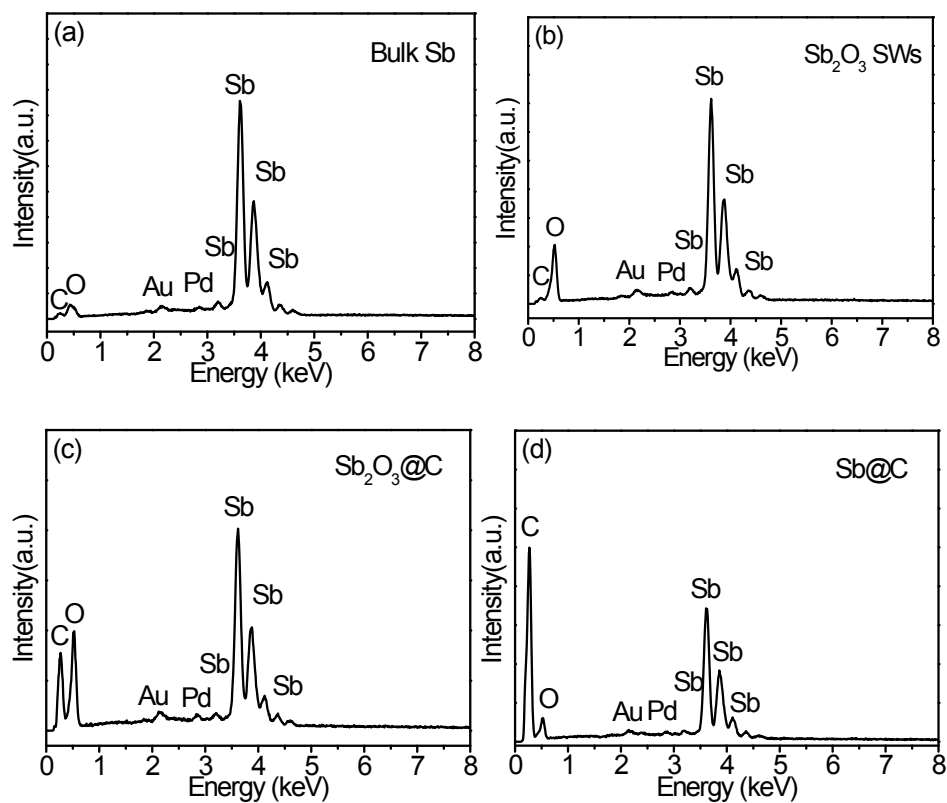 (a)
Bulk Sb
Sb
Sb
Sb
Sb
Au
Pd
C
O
Intensity(a.u.)
0 1 2 3 4 5 6 7 8
Energy (keV)
(b)
Sb₂O₃ SWs
Sb
Sb
Sb
Sb
Au
Pd
C
O
Intensity(a.u.)
0 1 2 3 4 5 6 7 8
Energy (keV)
(c)
Sb₂O₃@C
Sb
Sb
Sb
Sb
Au
Pd
C
O
Intensity(a.u.)
0 1 2 3 4 5 6 7 8
Energy (keV)
(d)
Sb@C
C
Sb
Sb
Sb
Sb
O
Au
Pd
Intensity(a.u.)
0 1 2 3 4 5 6 7 8
Energy (keV)